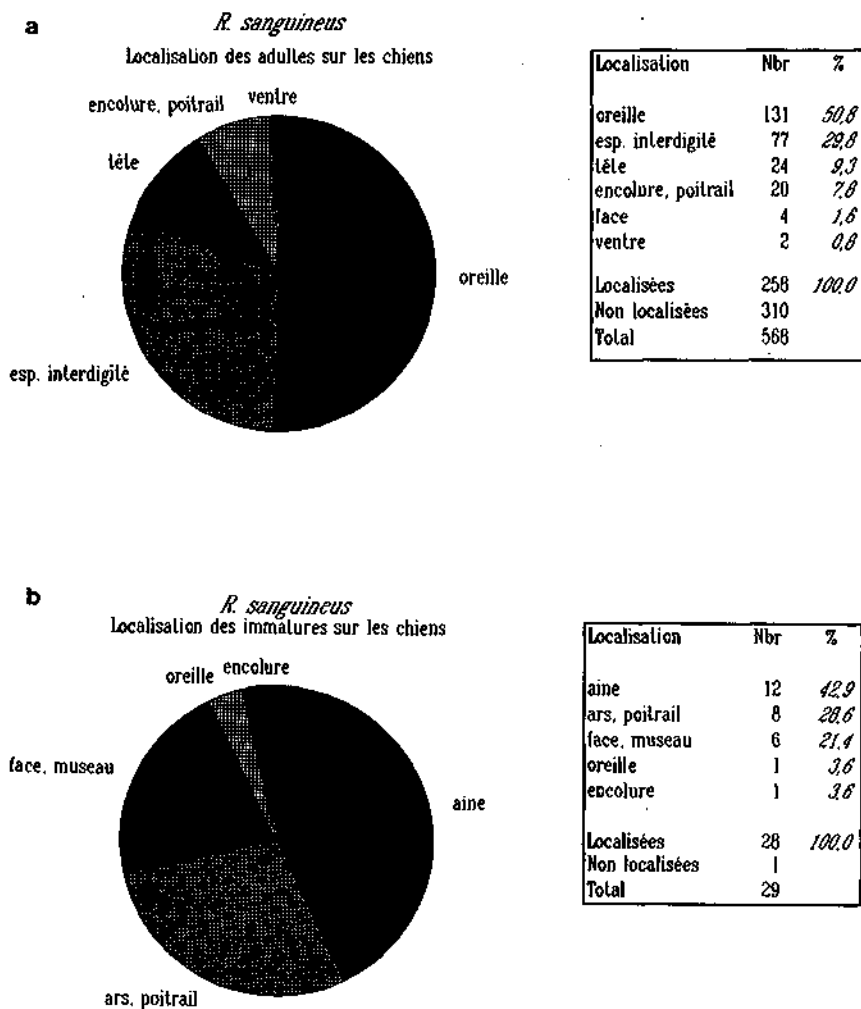 a
R. sanguineus
Localisation des adultes sur les chiens
encolure, poitrail
ventre
tête
oreille
esp. interdigité
Localisation Nbr %
oreille 131 50,8
esp. interdigité 77 29,8
tête 24 9,3
encolure, poitrail 20 7,8
face 4 1,6
ventre 2 0,8
Localisées 258 100,0
Non localisées 310
Total 568
b
R. sanguineus
Localisation des immatures sur les chiens
oreille
encolure
face, museau
aine
ars, poitrail
Localisation Nbr %
aine 12 42,9
ars, poitrail 8 28,6
face, museau 6 21,4
oreille 1 3,6
encolure 1 3,6
Localisées 28 100,0
Non localisées 1
Total 29